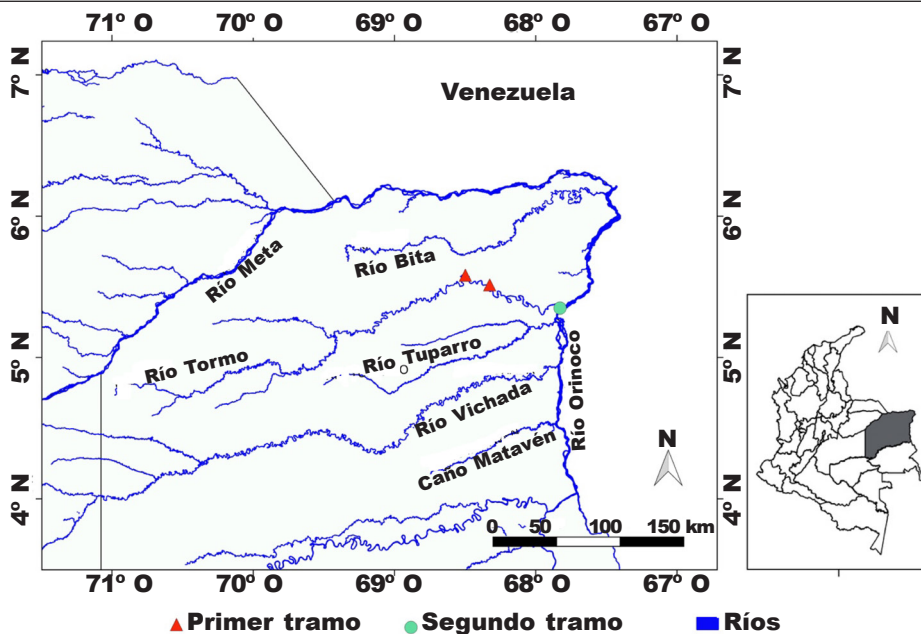 71º O 70º O 69º O 68º O 67º O
7º N
7º N
Venezuela
6º N
6º N
Río Meta
Río Bita
Río Tormo
Río Tuparro
5º N
5º N
Río Orinoco
Río Vichada
Caño Matavén
N
N
4º N
4º N
0 50 100 150 km
71º O 70º O 69º O 68º O 67º O
Primer tramo Segundo tramo Ríos